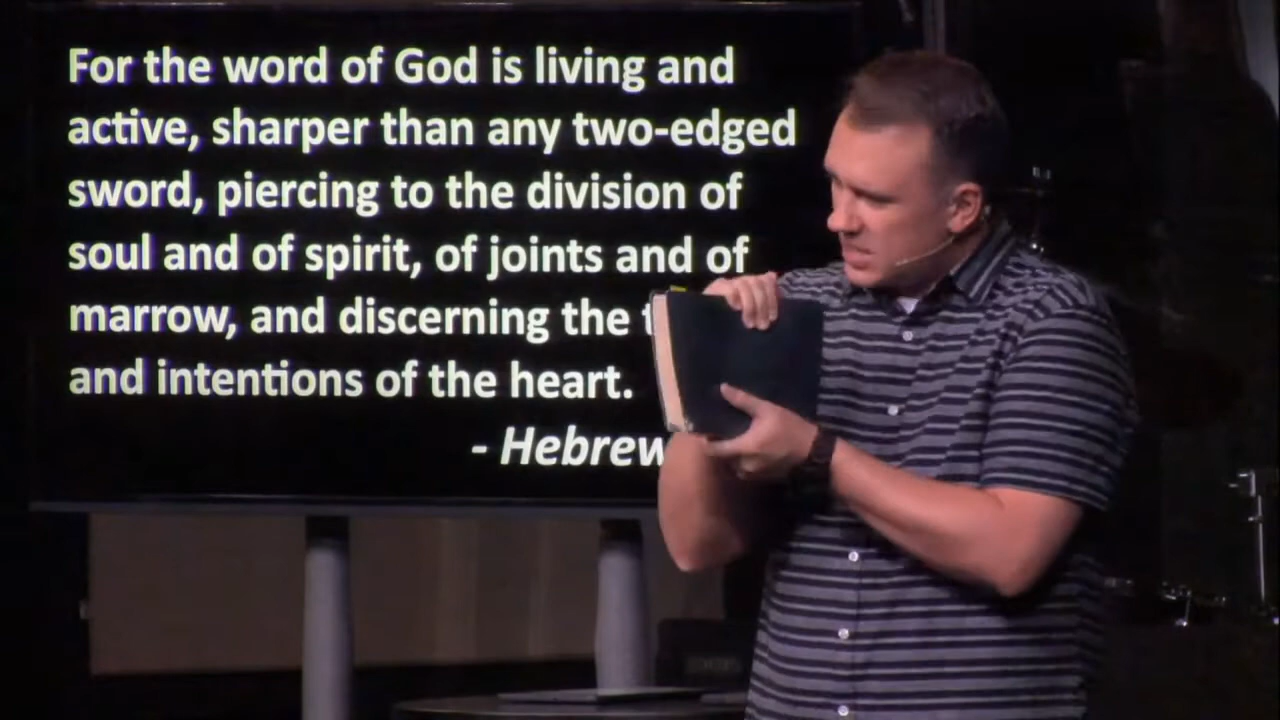 For the word of God is living and
active, sharper than any two-edged
sword, piercing to the division of
soul and of spirit, of joints and of
marrow, and discerning the
and intentions of the heart.
- Hebrew